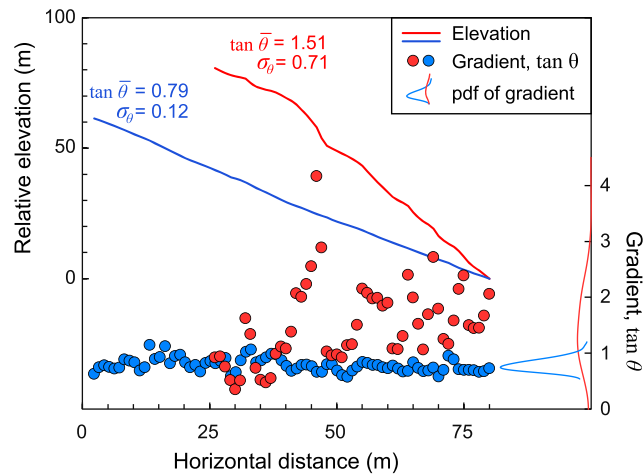 100
50
0
Relative elevation (m)
tan θ̅ = 1.51
σθ = 0.71
tan θ̅ = 0.79
σθ = 0.12
Elevation
Gradient, tan θ
pdf of gradient
4
3
2
1
0
Gradient, tan θ
0
25
50
75
Horizontal distance (m)